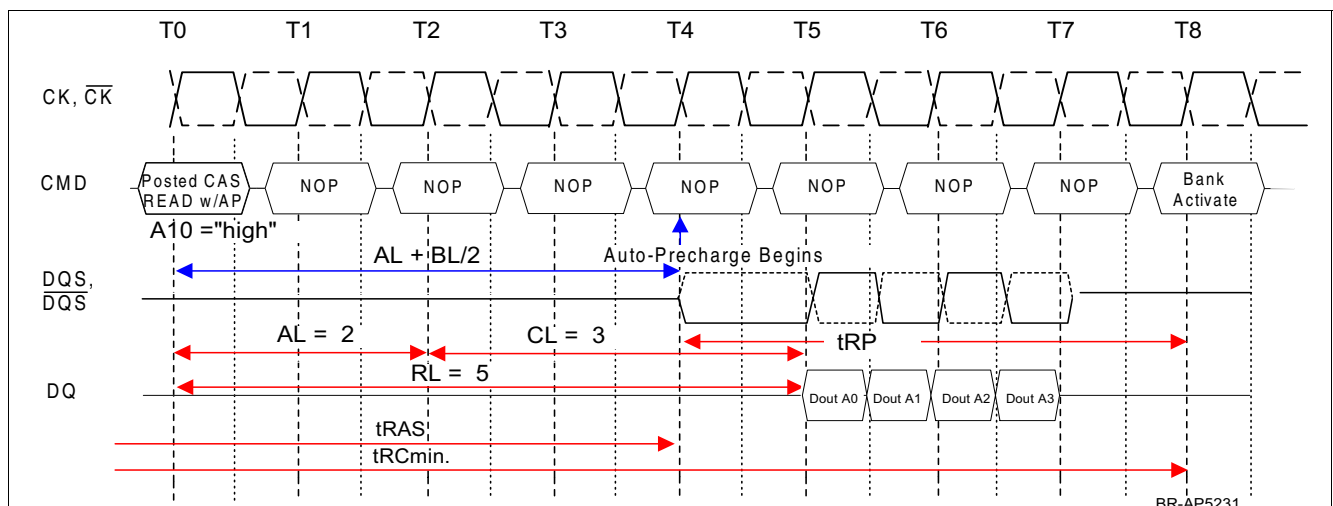 T0 T1 T2 T3 T4 T5 T6 T7 T8
CK, CK
CMD
Posted CAS
READ w/AP
NOP NOP NOP NOP NOP NOP NOP
Bank
Activate
A10 ="high"
AL + BL/2
Auto-Precharge Begins
DQS,
DQS
AL = 2
CL = 3
tRP
RL = 5
DQ
Dout A0 Dout A1 Dout A2 Dout A3
tRAS
tRCmin.
BR-AP5231